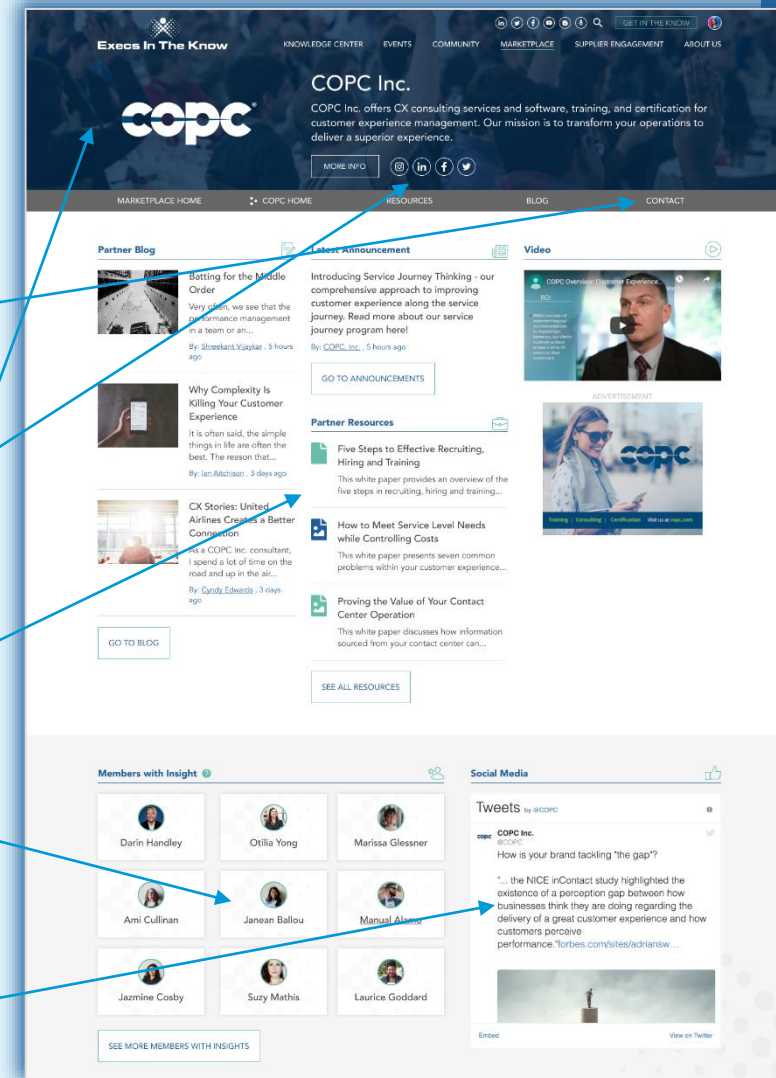 Execs In The Know
GET IN THE KNOW
KNOWLEDGE CENTER EVENTS COMMUNITY MARKETPLACE SUPPLIER ENGAGEMENT ABOUT US
copc
COPC Inc.
COPC Inc. offers CX consulting services and software, training, and certification for
customer experience management. Our mission is to transform your operations to
deliver a superior experience.
MORE INFO
MARKETPLACE HOME COPC HOME RESOURCES BLOG CONTACT
Partner Blog
Batting for the Middle
Order
Very often, we see that the
performance management
in a team or an...
By: Shreekant Vijaykar , 5 hours
ago
Why Complexity Is
Killing Your Customer
Experience
It is often said, the simple
things in life are often the
best. The reason that...
By: Ian Aitchison , 3 days ago
CX Stories: United
Airlines Creates a Better
Connection
As a COPC Inc. consultant,
I spend a lot of time on the
road and up in the air...
By: Cyndy Edwards , 3 days
ago
GO TO BLOG
Latest Announcement
Introducing Service Journey Thinking - our
comprehensive approach to improving
customer experience along the service
journey. Read more about our service
journey program here!
By: COPC, Inc. , 5 hours ago
GO TO ANNOUNCEMENTS
Partner Resources
Five Steps to Effective Recruiting,
Hiring and Training
This white paper provides an overview of the
five steps in recruiting, hiring and training...
How to Meet Service Level Needs
while Controlling Costs
This white paper presents seven common
problems within your customer experience...
Proving the Value of Your Contact
Center Operation
This white paper discusses how information
sourced from your contact center can...
SEE ALL RESOURCES
Video
COPC Overview: Customer Experience...
ROI
ADVERTISEMENT
copc
Training | Consulting | Certification Visit us at copc.com
Members with Insight
Darin Handley Otilia Yong Marissa Glessner
Ami Cullinan Janean Ballou Manual Alamo
Jazmine Cosby Suzy Mathis Laurice Goddard
SEE MORE MEMBERS WITH INSIGHTS
Social Media
Tweets by @COPC
copc COPC Inc.
@COPC
How is your brand tackling "the gap"?
"... the NICE inContact study highlighted the
existence of a perception gap between how
businesses think they are doing regarding the
delivery of a great customer experience and how
customers perceive
performance."forbes.com/sites/adriansw...
Embed View on Twitter